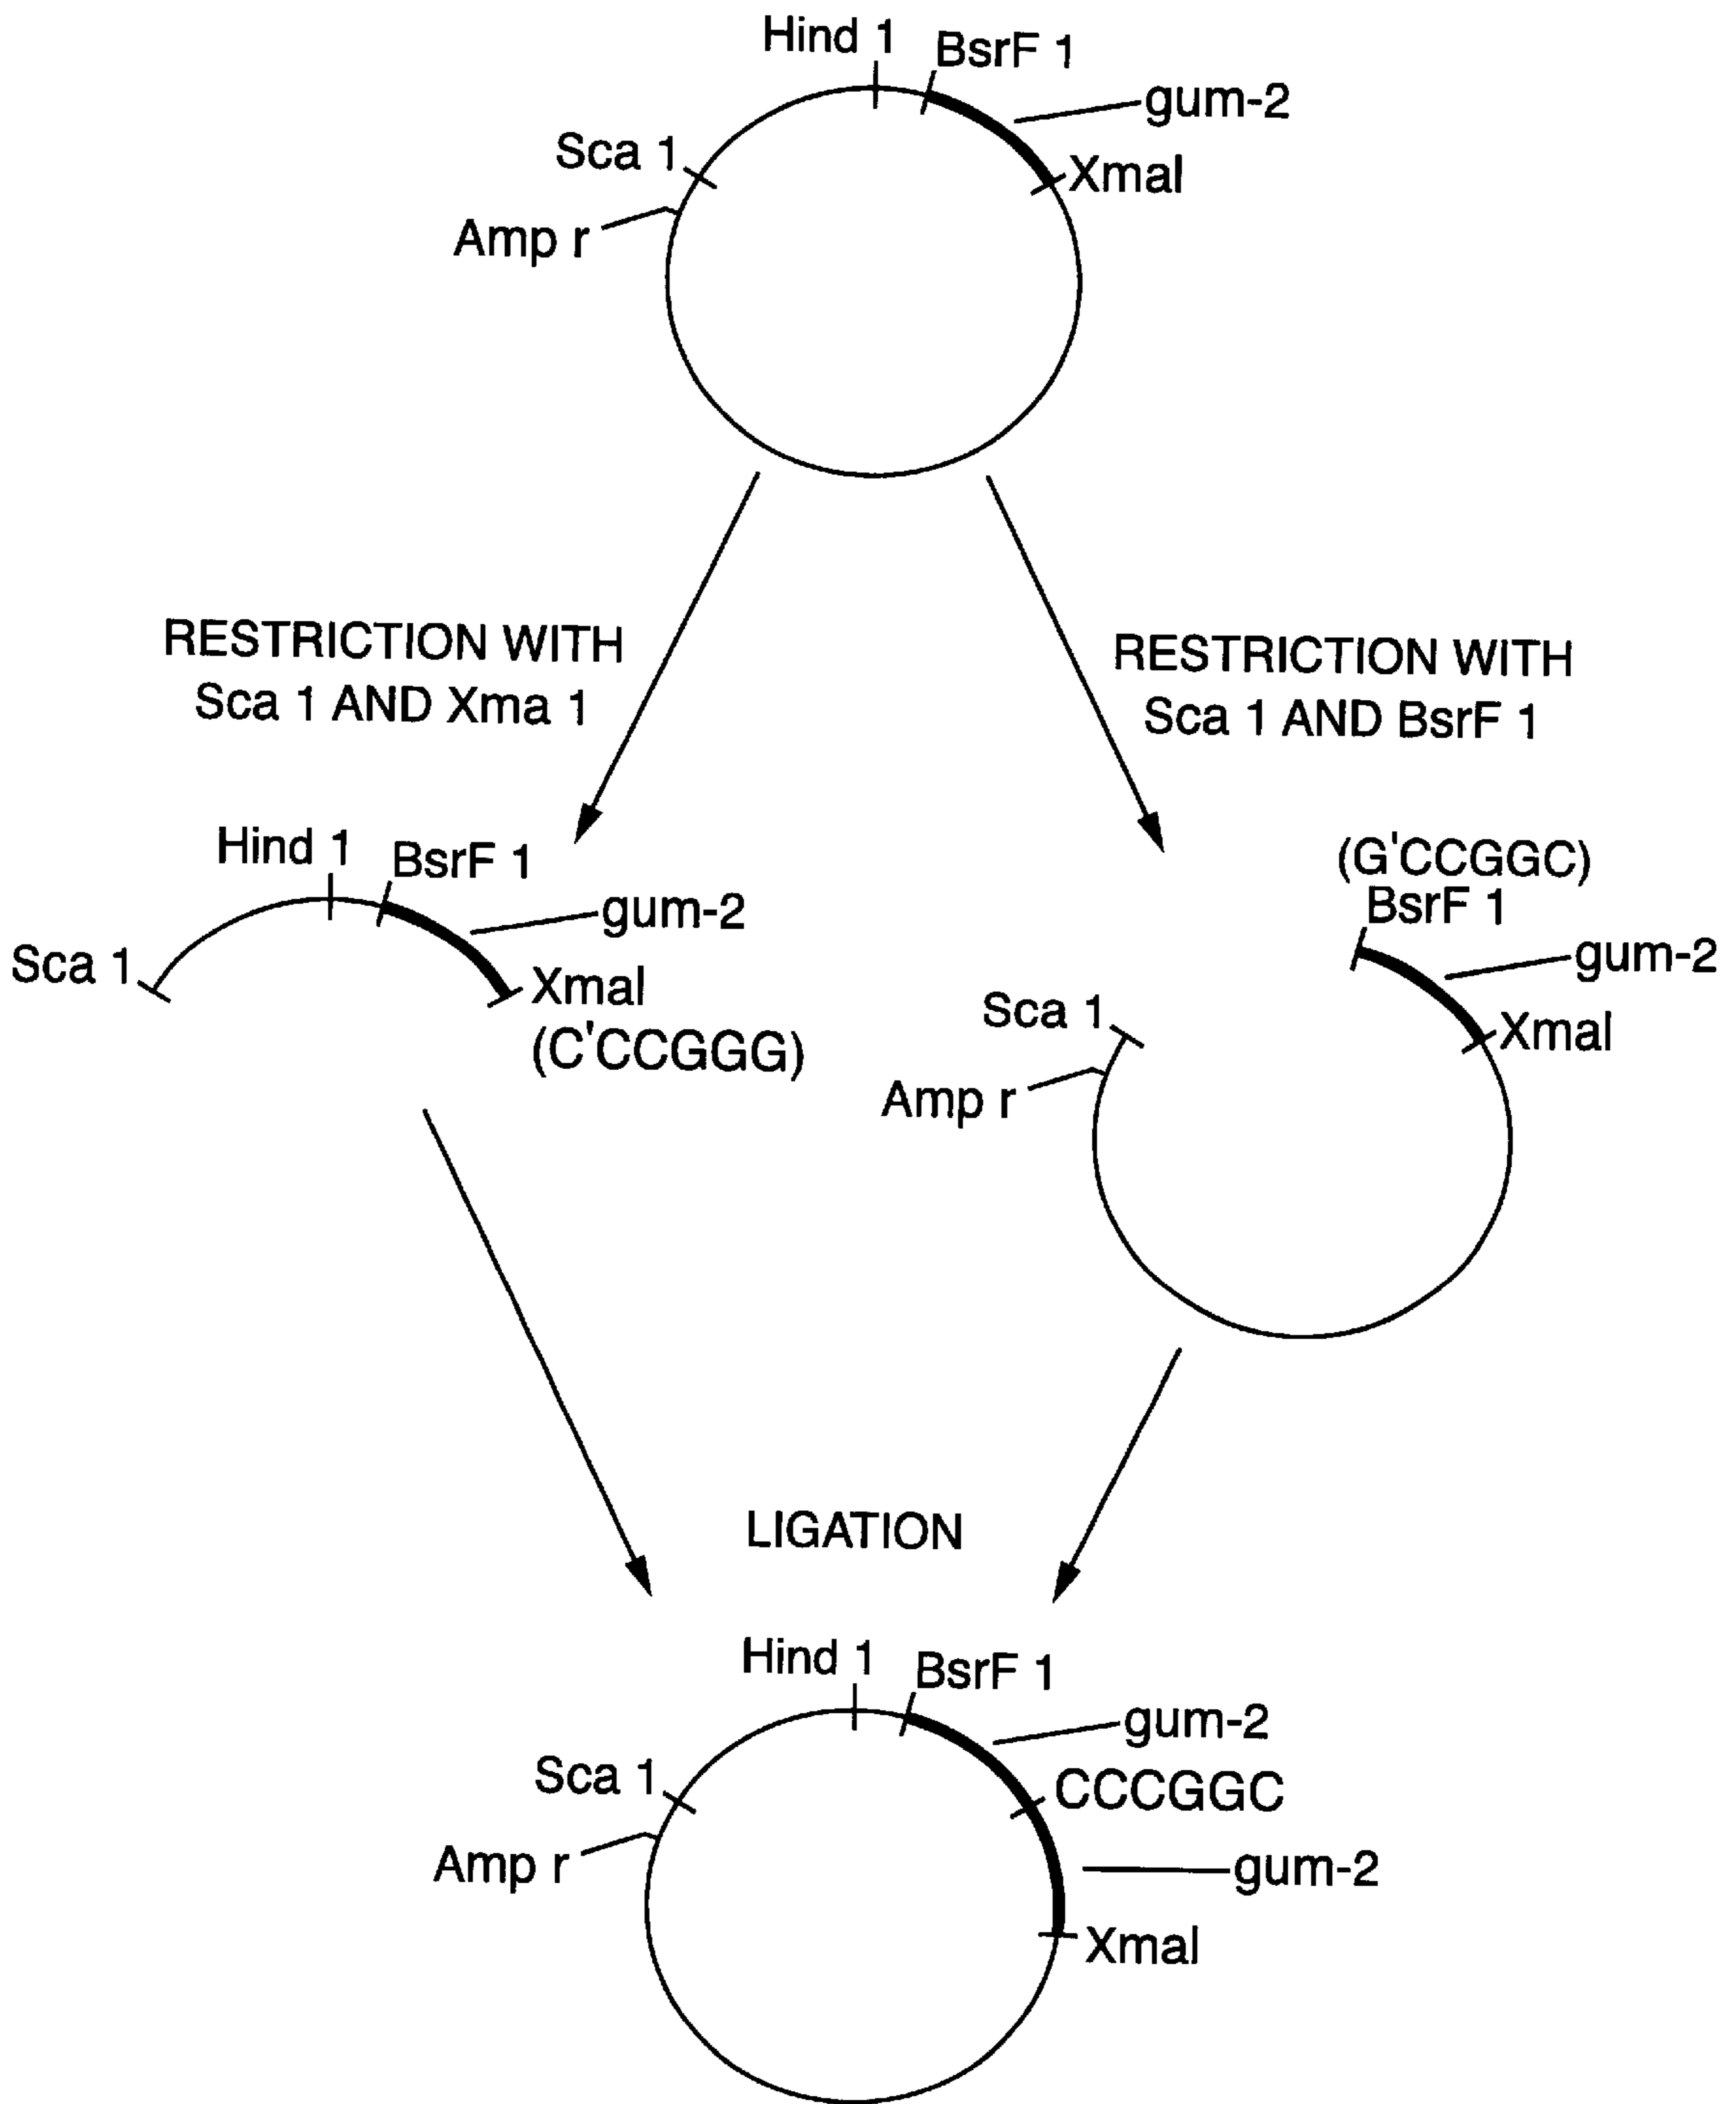 Hind 1
BsrF 1
gum-2
Sca 1
XmaI
Amp r
RESTRICTION WITH
Sca 1 AND Xma 1
RESTRICTION WITH
Sca 1 AND BsrF 1
Hind 1
BsrF 1
gum-2
Sca 1
XmaI
(C'CCGGG)
(G'CCGGC)
BsrF 1
gum-2
Sca 1
XmaI
Amp r
LIGATION
Hind 1
BsrF 1
gum-2
Sca 1
CCCGGC
Amp r
gum-2
XmaI